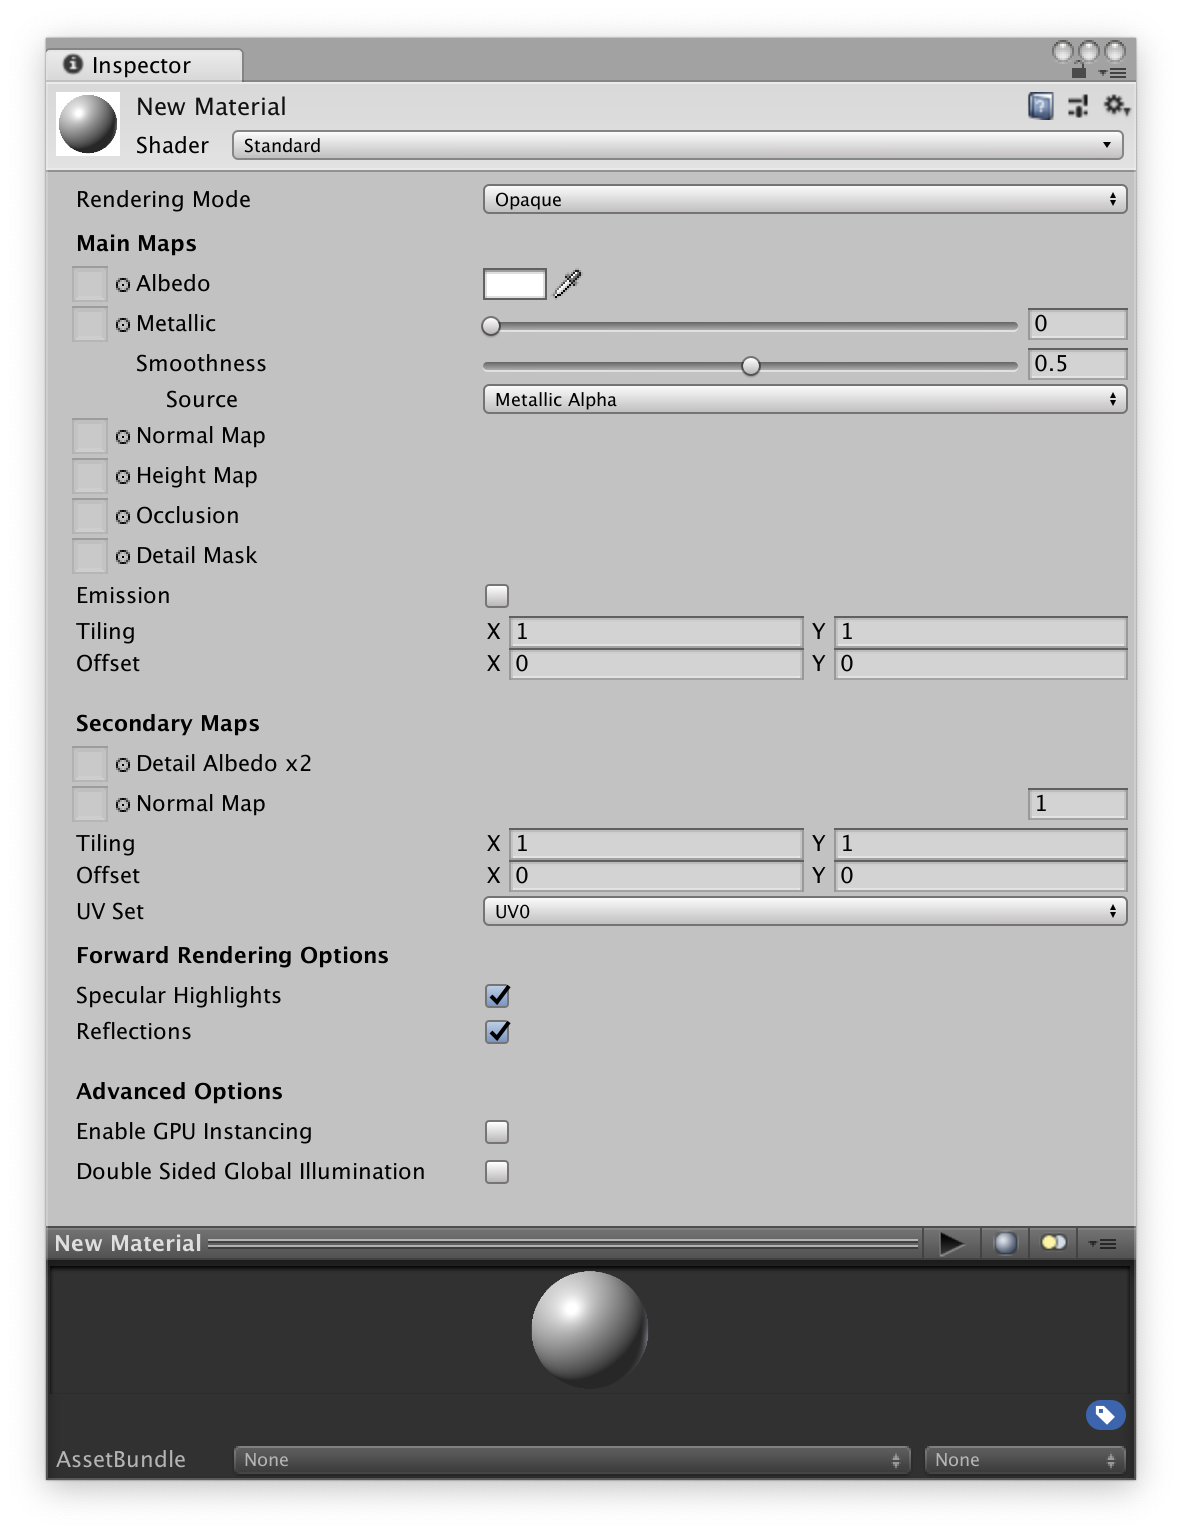 Inspector
New Material
Shader Standard
Rendering Mode Opaque
Main Maps
Albedo
Metallic 0
Smoothness 0.5
Source Metallic Alpha
Normal Map
Height Map
Occlusion
Detail Mask
Emission
Tiling X 1 Y 1
Offset X 0 Y 0
Secondary Maps
Detail Albedo x2
Normal Map 1
Tiling X 1 Y 1
Offset X 0 Y 0
UV Set UV0
Forward Rendering Options
Specular Highlights
Reflections
Advanced Options
Enable GPU Instancing
Double Sided Global Illumination
New Material
AssetBundle None None